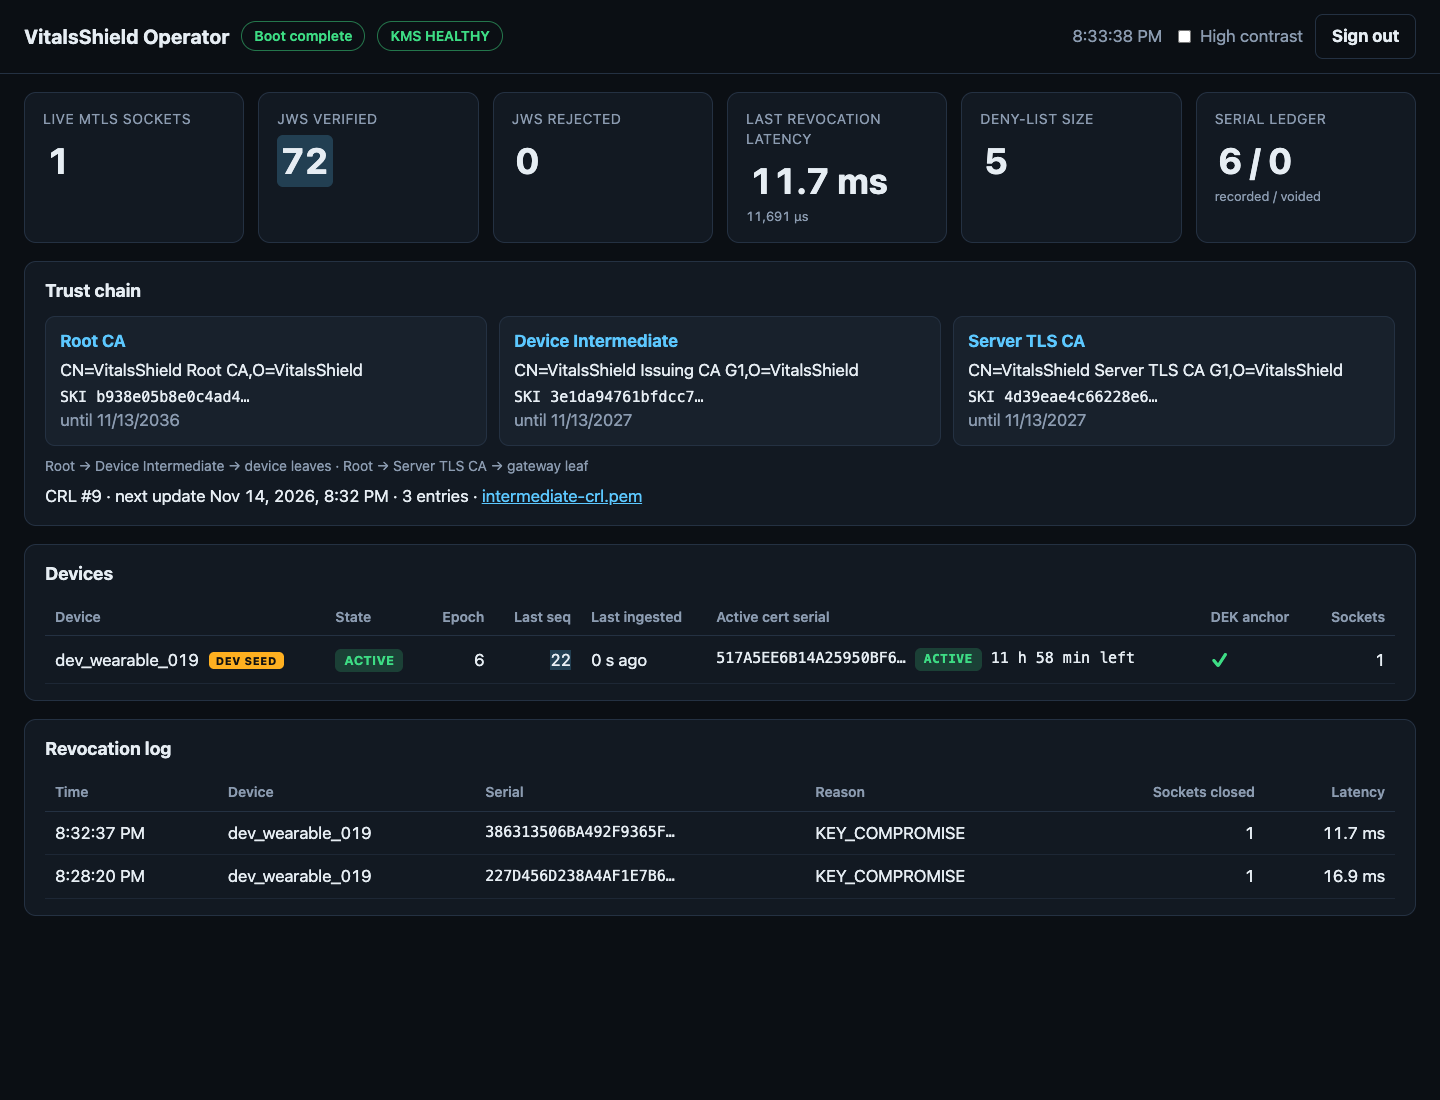 VitalsShield Operator Boot complete KMS HEALTHY 8:33:38 PM High contrast Sign out
LIVE MTLS SOCKETS
1
JWS VERIFIED
72
JWS REJECTED
0
LAST REVOCATION
LATENCY
11.7 ms
11,691 µs
DENY-LIST SIZE
5
SERIAL LEDGER
6 / 0
recorded / voided
Trust chain
Root CA
CN=VitalsShield Root CA,O=VitalsShield
SKI b938e05b8e0c4ad4…
until 11/13/2036
Device Intermediate
CN=VitalsShield Issuing CA G1,O=VitalsShield
SKI 3e1da94761bfdcc7…
until 11/13/2027
Server TLS CA
CN=VitalsShield Server TLS CA G1,O=VitalsShield
SKI 4d39eae4c66228e6…
until 11/13/2027
Root → Device Intermediate → device leaves · Root → Server TLS CA → gateway leaf
CRL #9 · next update Nov 14, 2026, 8:32 PM · 3 entries · intermediate-crl.pem
Devices
Device State Epoch Last seq Last ingested Active cert serial DEK anchor Sockets
dev_wearable_019 DEV SEED ACTIVE 6 22 0 s ago 517A5EE6B14A25950BF6… ACTIVE 11 h 58 min left ✓ 1
Revocation log
Time Device Serial Reason Sockets closed Latency
8:32:37 PM dev_wearable_019 386313506BA492F9365F… KEY_COMPROMISE 1 11.7 ms
8:28:20 PM dev_wearable_019 227D456D238A4AF1E7B6… KEY_COMPROMISE 1 16.9 ms